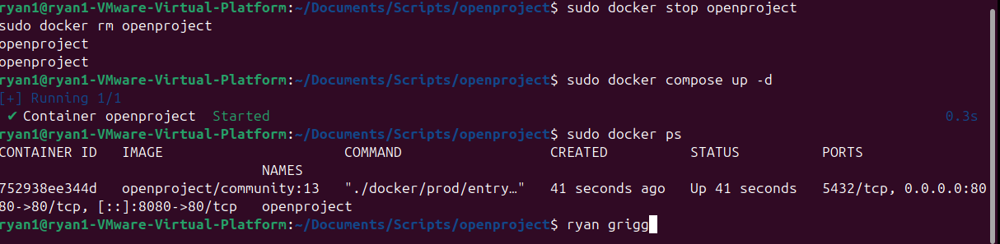 ryan1@ryan1-VMware-Virtual-Platform:~/Documents/Scripts/openproject$ sudo docker stop openproject
sudo docker rm openproject
openproject
openproject
ryan1@ryan1-VMware-Virtual-Platform:~/Documents/Scripts/openproject$ sudo docker compose up -d
[+] Running 1/1
✔ Container openproject  Started 0.3s
ryan1@ryan1-VMware-Virtual-Platform:~/Documents/Scripts/openproject$ sudo docker ps
CONTAINER ID   IMAGE   COMMAND   CREATED   STATUS   PORTS
NAMES
752938ee344d   openproject/community:13   "./docker/prod/entry…"   41 seconds ago   Up 41 seconds   5432/tcp, 0.0.0.0:80
80->80/tcp, [::]:8080->80/tcp   openproject
ryan1@ryan1-VMware-Virtual-Platform:~/Documents/Scripts/openproject$ ryan grigg